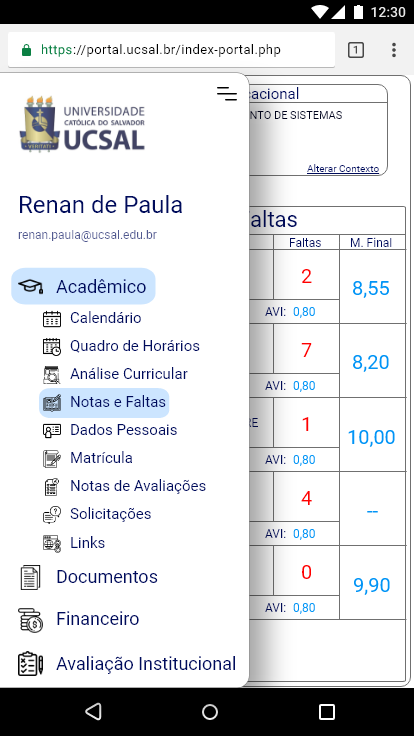 12:30
https://portal.ucsal.br/index-portal.php
1
UNIVERSIDADE
CATÓLICA DO SALVADOR
UCSAL
Renan de Paula
renan.paula@ucsal.edu.br
Acadêmico
Calendário
Quadro de Horários
Análise Curricular
Notas e Faltas
Dados Pessoais
Matrícula
Notas de Avaliações
Solicitações
Links
Documentos
Financeiro
Avaliação Institucional
cacional
NTO DE SISTEMAS
Alterar Contexto
altas
Faltas M. Final
2 8,55
AVI: 0,80
7 8,20
AVI: 0,80
RE 1 10,00
AVI: 0,80
4 --
AVI: 0,80
0 9,90
AVI: 0,80